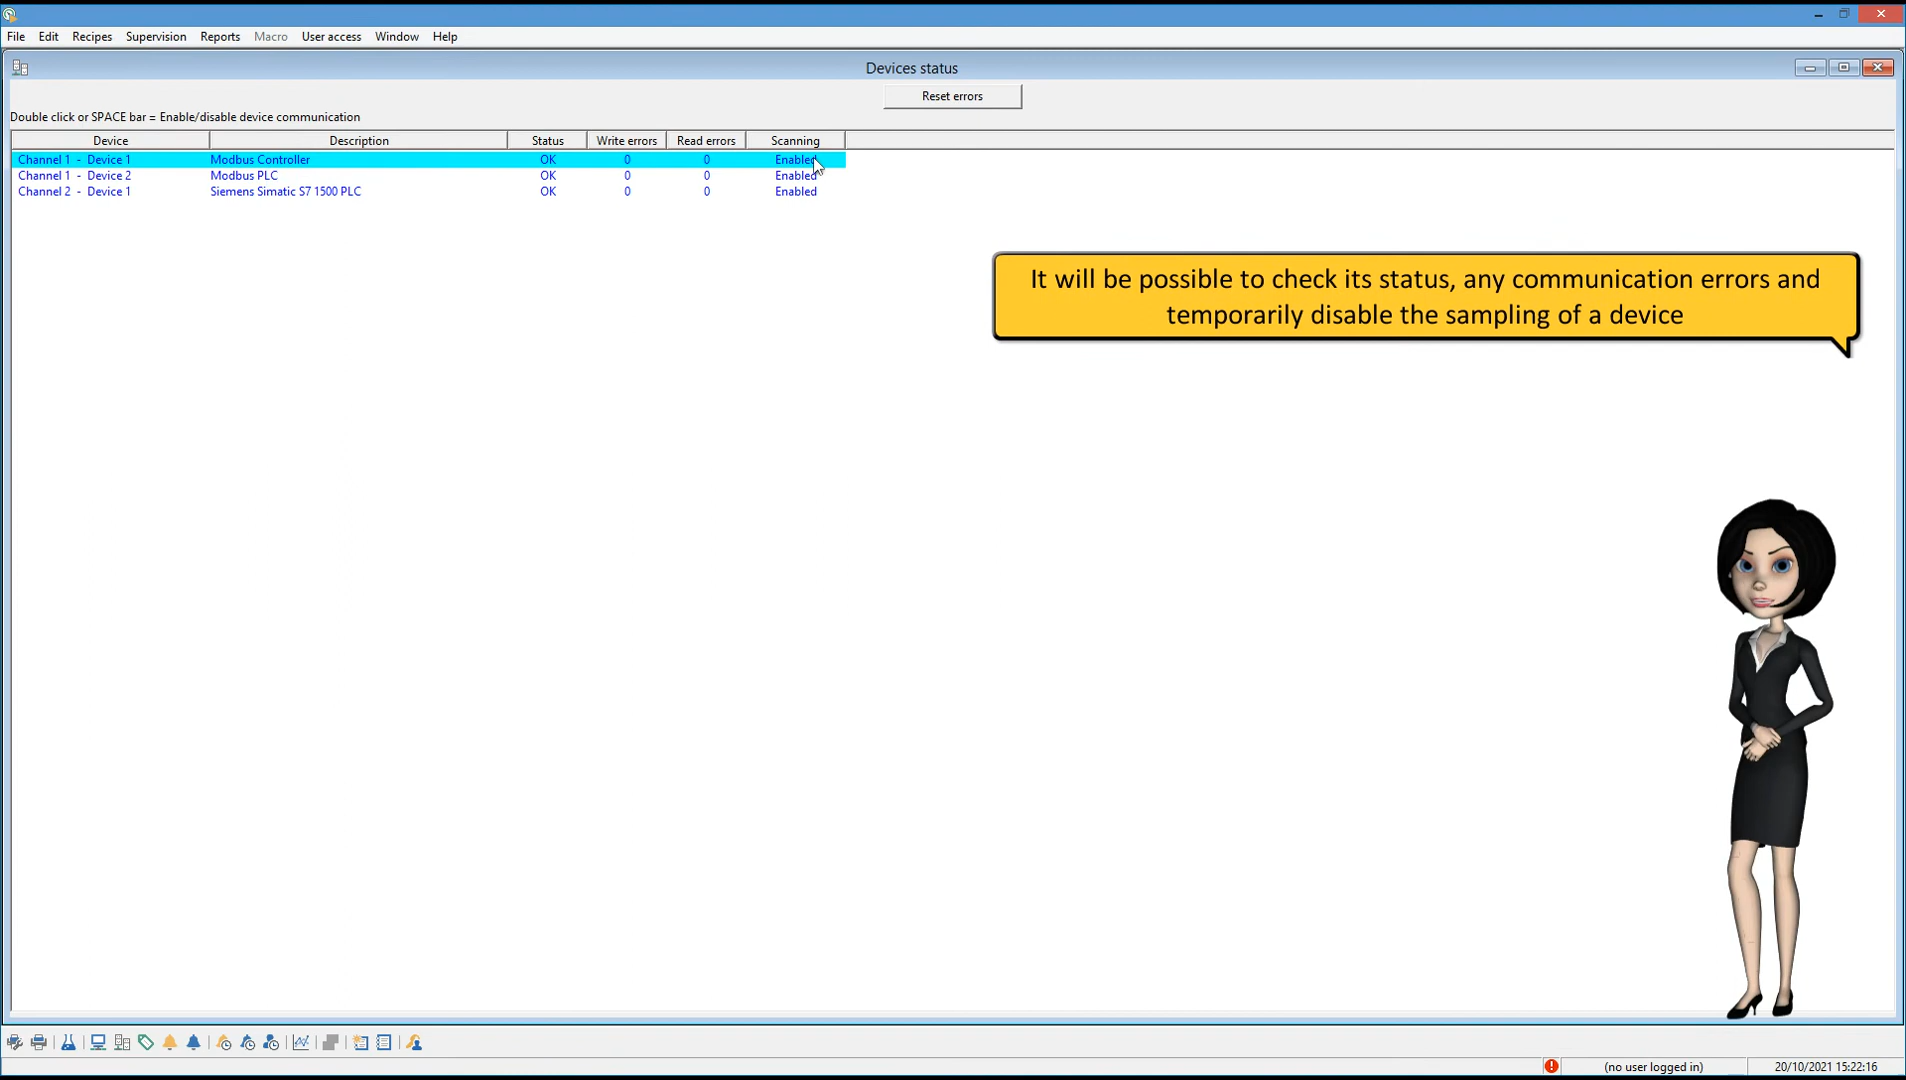 File Edit Recipes Supervision Reports Macro User access Window Help
Devices status
Reset errors
Double click or SPACE bar = Enable/disable device communication
Device Description Status Write errors Read errors Scanning
Channel 1 - Device 1 Modbus Controller OK 0 0 Enabled
Channel 1 - Device 2 Modbus PLC OK 0 0 Enabled
Channel 2 - Device 1 Siemens Simatic S7 1500 PLC OK 0 0 Enabled
It will be possible to check its status, any communication errors and
temporarily disable the sampling of a device
(no user logged in) 20/10/2021 15:22:16